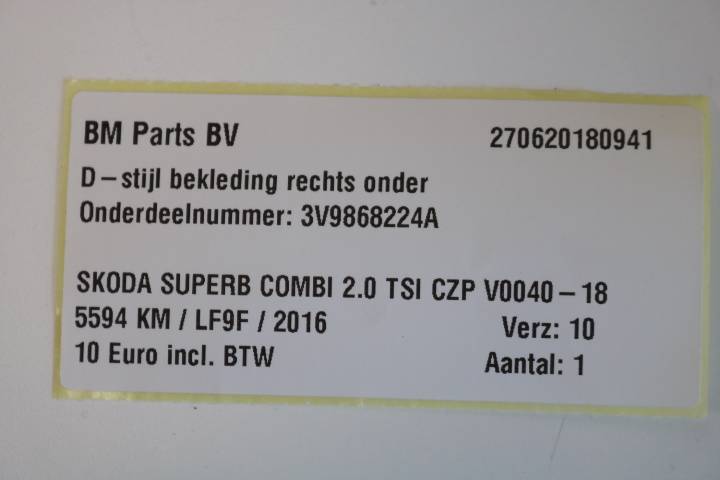 BM Parts BV 270620180941
D-stijl bekleding rechts onder
Onderdeelnummer: 3V9868224A
SKODA SUPERB COMBI 2.0 TSI CZP V0040-18
5594 KM / LF9F / 2016 Verz: 10
10 Euro incl. BTW Aantal: 1